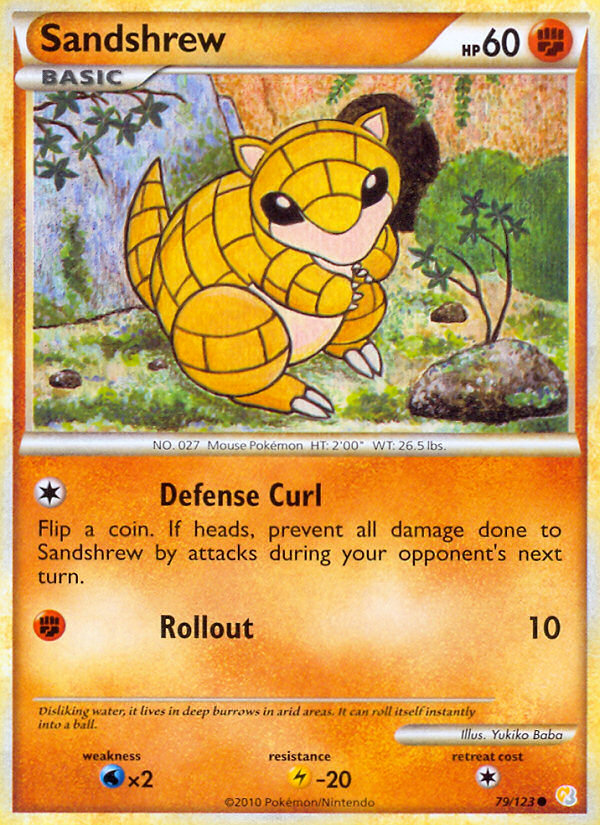 Sandshrew
HP 60
BASIC
NO. 027 Mouse Pokémon HT: 2'00" WT: 26.5 lbs.
Defense Curl
Flip a coin. If heads, prevent all damage done to
Sandshrew by attacks during your opponent's next
turn.
Rollout 10
Disliking water, it lives in deep burrows in arid areas. It can roll itself instantly
into a ball.
Illus. Yukiko Baba
weakness resistance retreat cost
×2 -20
©2010 Pokémon/Nintendo 79/123